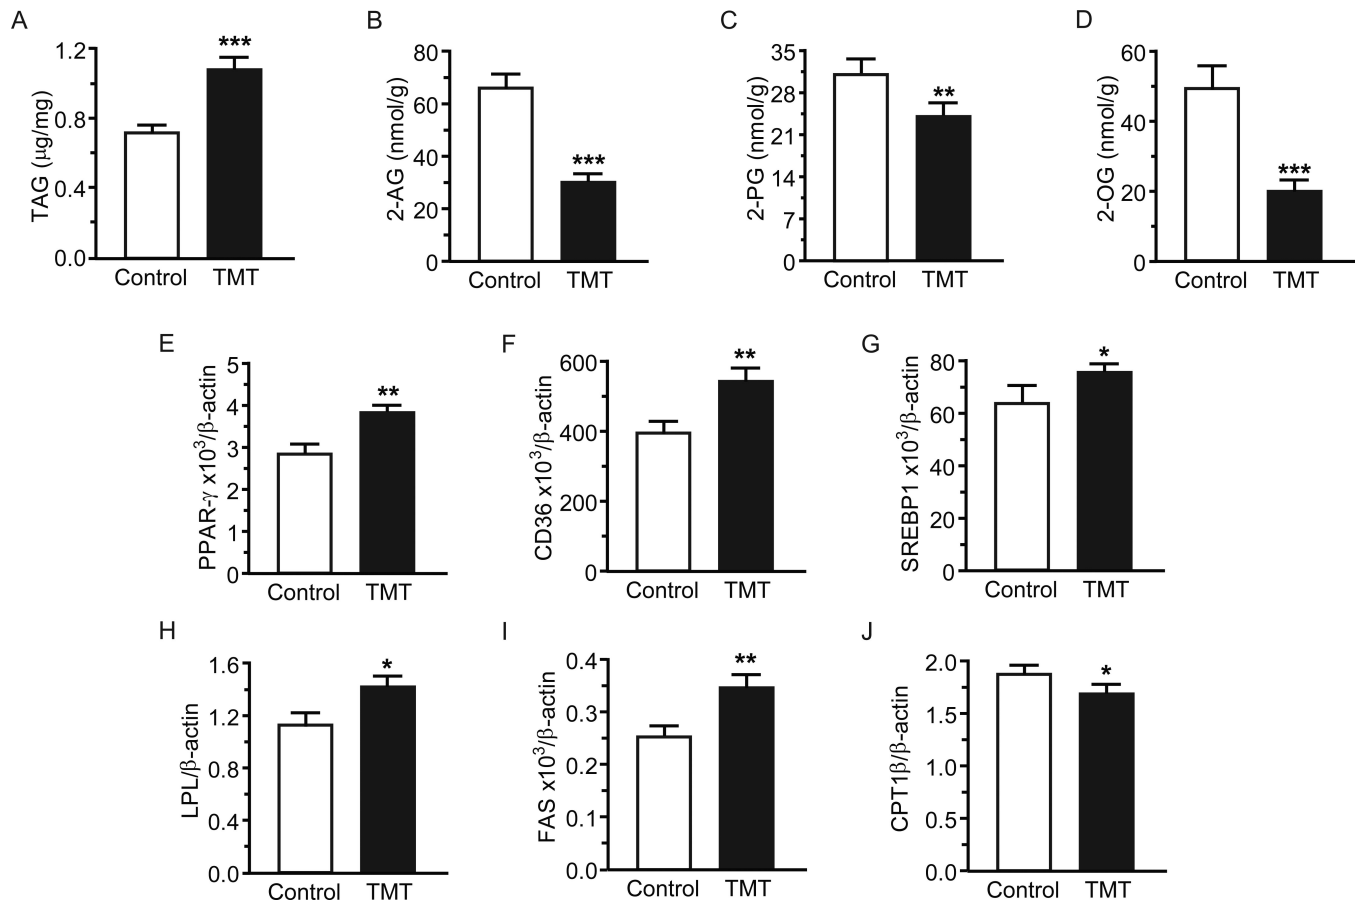 A
TAG (μg/mg)
1.2
0.8
0.4
0.0
***
Control
TMT
B
2-AG (nmol/g)
80
60
40
20
0
***
Control
TMT
C
2-PG (nmol/g)
35
28
21
14
7
0
**
Control
TMT
D
2-OG (nmol/g)
60
40
20
0
***
Control
TMT
E
PPAR-γ x10³/β-actin
5
4
3
2
1
0
**
Control
TMT
F
CD36 x10³/β-actin
600
400
200
0
**
Control
TMT
G
SREBP1 x10³/β-actin
80
60
40
20
0
*
Control
TMT
H
LPL/β-actin
1.6
1.2
0.8
0.4
0.0
*
Control
TMT
I
FAS x10³/β-actin
0.4
0.3
0.2
0.1
0.0
**
Control
TMT
J
CPT1β/β-actin
2.0
1.5
1.0
0.5
0.0
*
Control
TMT